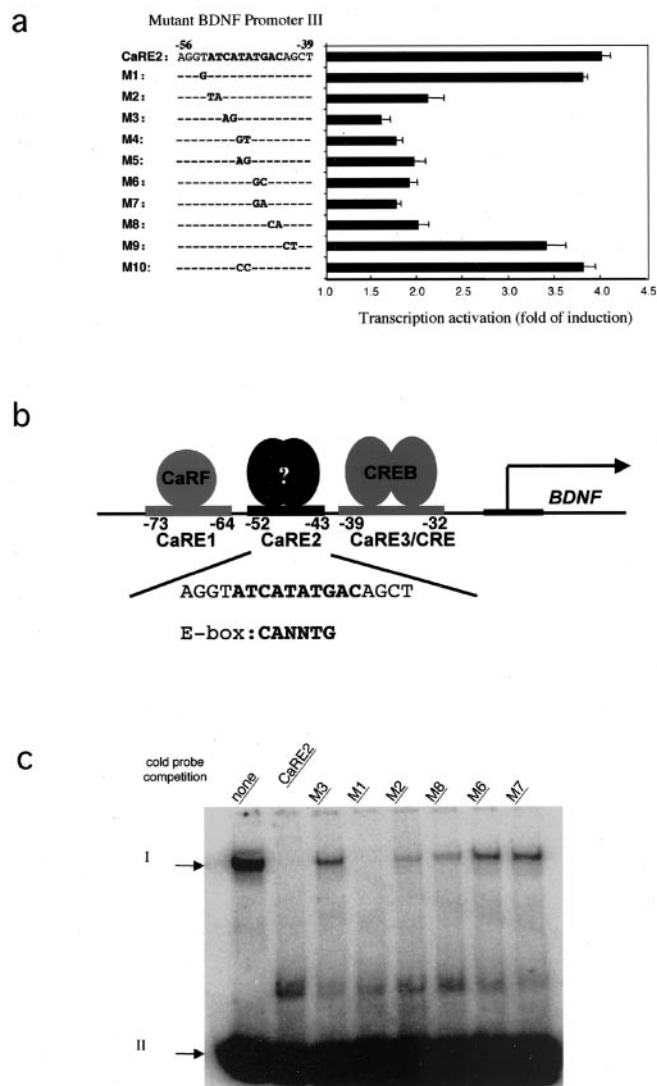 a
Mutant BDNF Promoter III
-56 -39
CaRE2: AGGTATCATATGACAGCT
M1: ---G--------------
M2: ----TA------------
M3: ------AG----------
M4: --------GT--------
M5: --------AG--------
M6: ----------GC------
M7: ----------GA------
M8: ------------CA----
M9: --------------CT--
M10: --------CC--------
1.0 1.5 2.0 2.5 3.0 3.5 4.0 4.5
Transcription activation (fold of induction)
b
CaRF ? CREB
BDNF
-73 -64 -52 -43 -39 -32
CaRE1 CaRE2 CaRE3/CRE
AGGTATCATATGACAGCT
E-box:CANNTG
c
cold probe
competition
none CaRE2 M3 M1 M2 M8 M6 M7
I
II